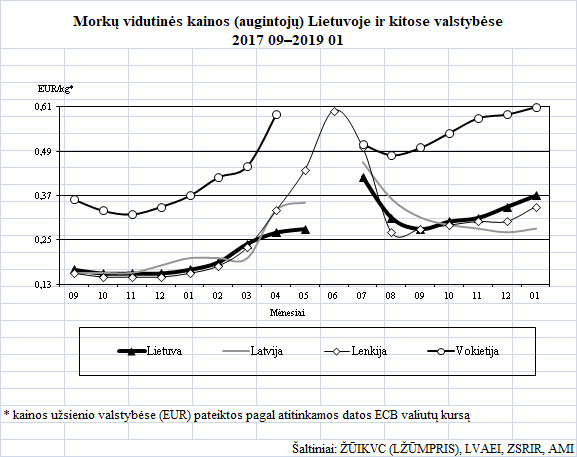 Morkų vidutinės kainos (augintojų) Lietuvoje ir kitose valstybėse
2017 09–2019 01
EUR/kg*
0,61
0,49
0,37
0,25
0,13
09 10 11 12 01 02 03 04 05 06 07 08 09 10 11 12 01
Mėnesiai
Lietuva Latvija Lenkija Vokietija
* kainos užsienio valstybėse (EUR) pateiktos pagal atitinkamos datos ECB valiutų kursą
Šaltiniai: ŽŪIKVC (LŽŪMPRIS), LVAEI, ZSRIR, AMI